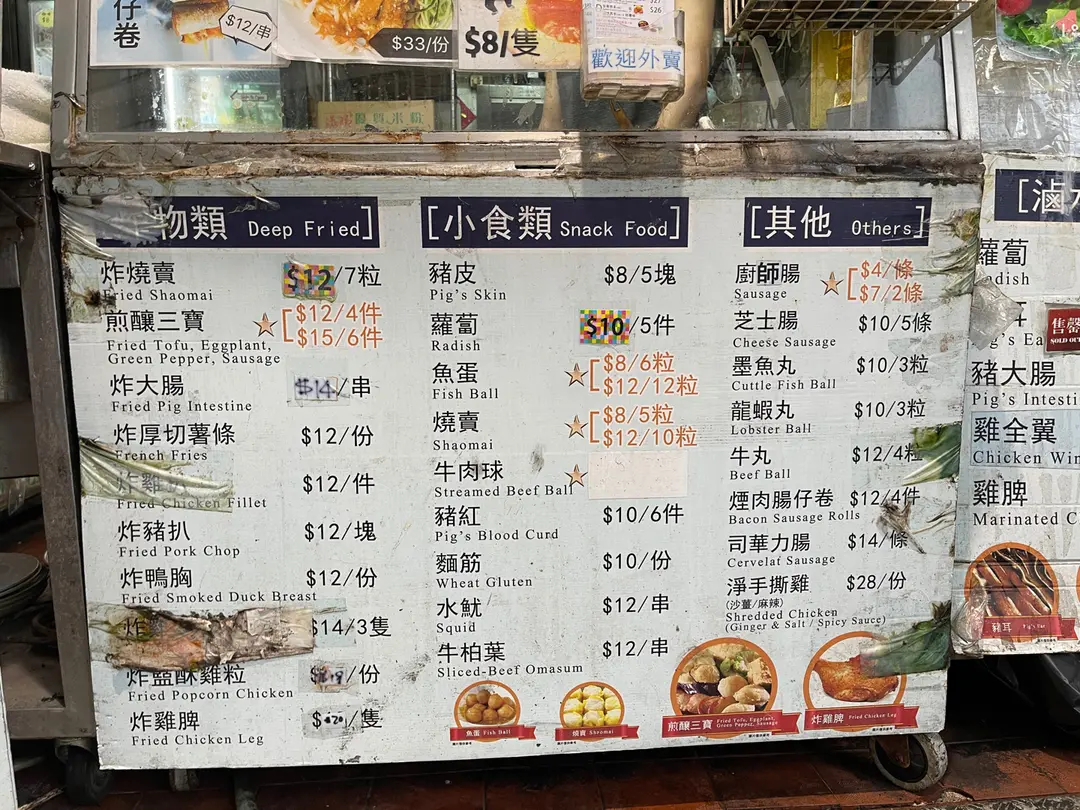 仔卷
$12/串
$33/份
$8/隻
$26
歡迎外賣
物類 Deep Fried]
炸燒賣 $12/7粒
Fried Shaomai
煎釀三寶 $12/4件
$15/6件
Fried Tofu, Eggplant,
Green Pepper, Sausage
炸大腸 $14/串
Fried Pig Intestine
炸厚切薯條 $12/份
French Fries
炸雞 $12/件
Fried Chicken Fillet
炸豬扒 $12/塊
Fried Pork Chop
炸鴨胸 $12/份
Fried Smoked Duck Breast
炸 $14/3隻
炸鹽酥雞粒 /份
Fried Popcorn Chicken
炸雞髀 $20/隻
Fried Chicken Leg
[小食類 Snack Food]
豬皮 $8/5塊
Pig's Skin
蘿蔔 $10/5件
Radish
魚蛋 $8/6粒
$12/12粒
Fish Ball
燒賣 $8/5粒
$12/10粒
Shaomai
牛肉球
Streamed Beef Ball
豬紅 $10/6件
Pig's Blood Curd
麵筋 $10/份
Wheat Gluten
水魷 $12/串
Squid
牛柏葉 $12/串
Sliced-Beef Omasum
魚蛋 Fish Ball
燒賣 Shaomai
[其他 Others]
廚師腸 $4/條
$7/2條
Sausage
芝士腸 $10/5條
Cheese Sausage
墨魚丸 $10/3粒
Cuttle Fish Ball
龍蝦丸 $10/3粒
Lobster Ball
牛丸 $12/4粒
Beef Ball
煙肉腸仔卷 $12/4件
Bacon Sausage Rolls
司華力腸 $14/條
Cervelat Sausage
淨手撕雞 $28/份
(沙薑/麻辣)
Shredded Chicken
(Ginger & Salt / Spicy Sauce)
煎釀三寶 Fried Tofu, Eggplant,
Green Pepper, Sausage
炸雞髀 Fried Chicken Leg
[滷水
蘿蔔
Radish
售罄
SOLD OUT
豬大腸
Pig's Intesti
雞全翼
Chicken Win
雞髀
Marinated C
豬耳 Pig's Ear